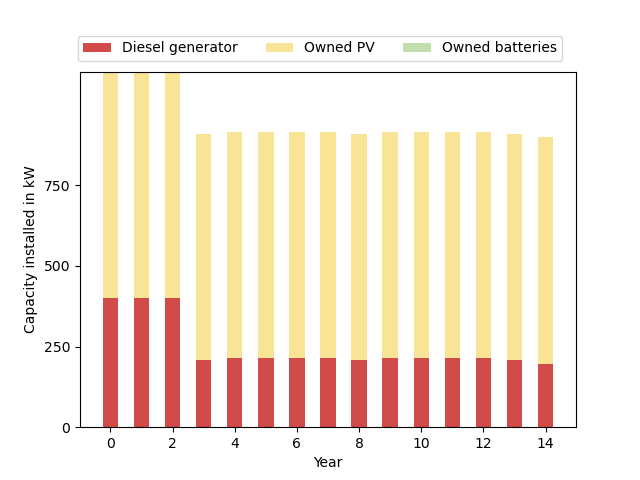 Diesel generator Owned PV Owned batteries
Capacity installed in kW
750
500
250
0
0 2 4 6 8 10 12 14
Year